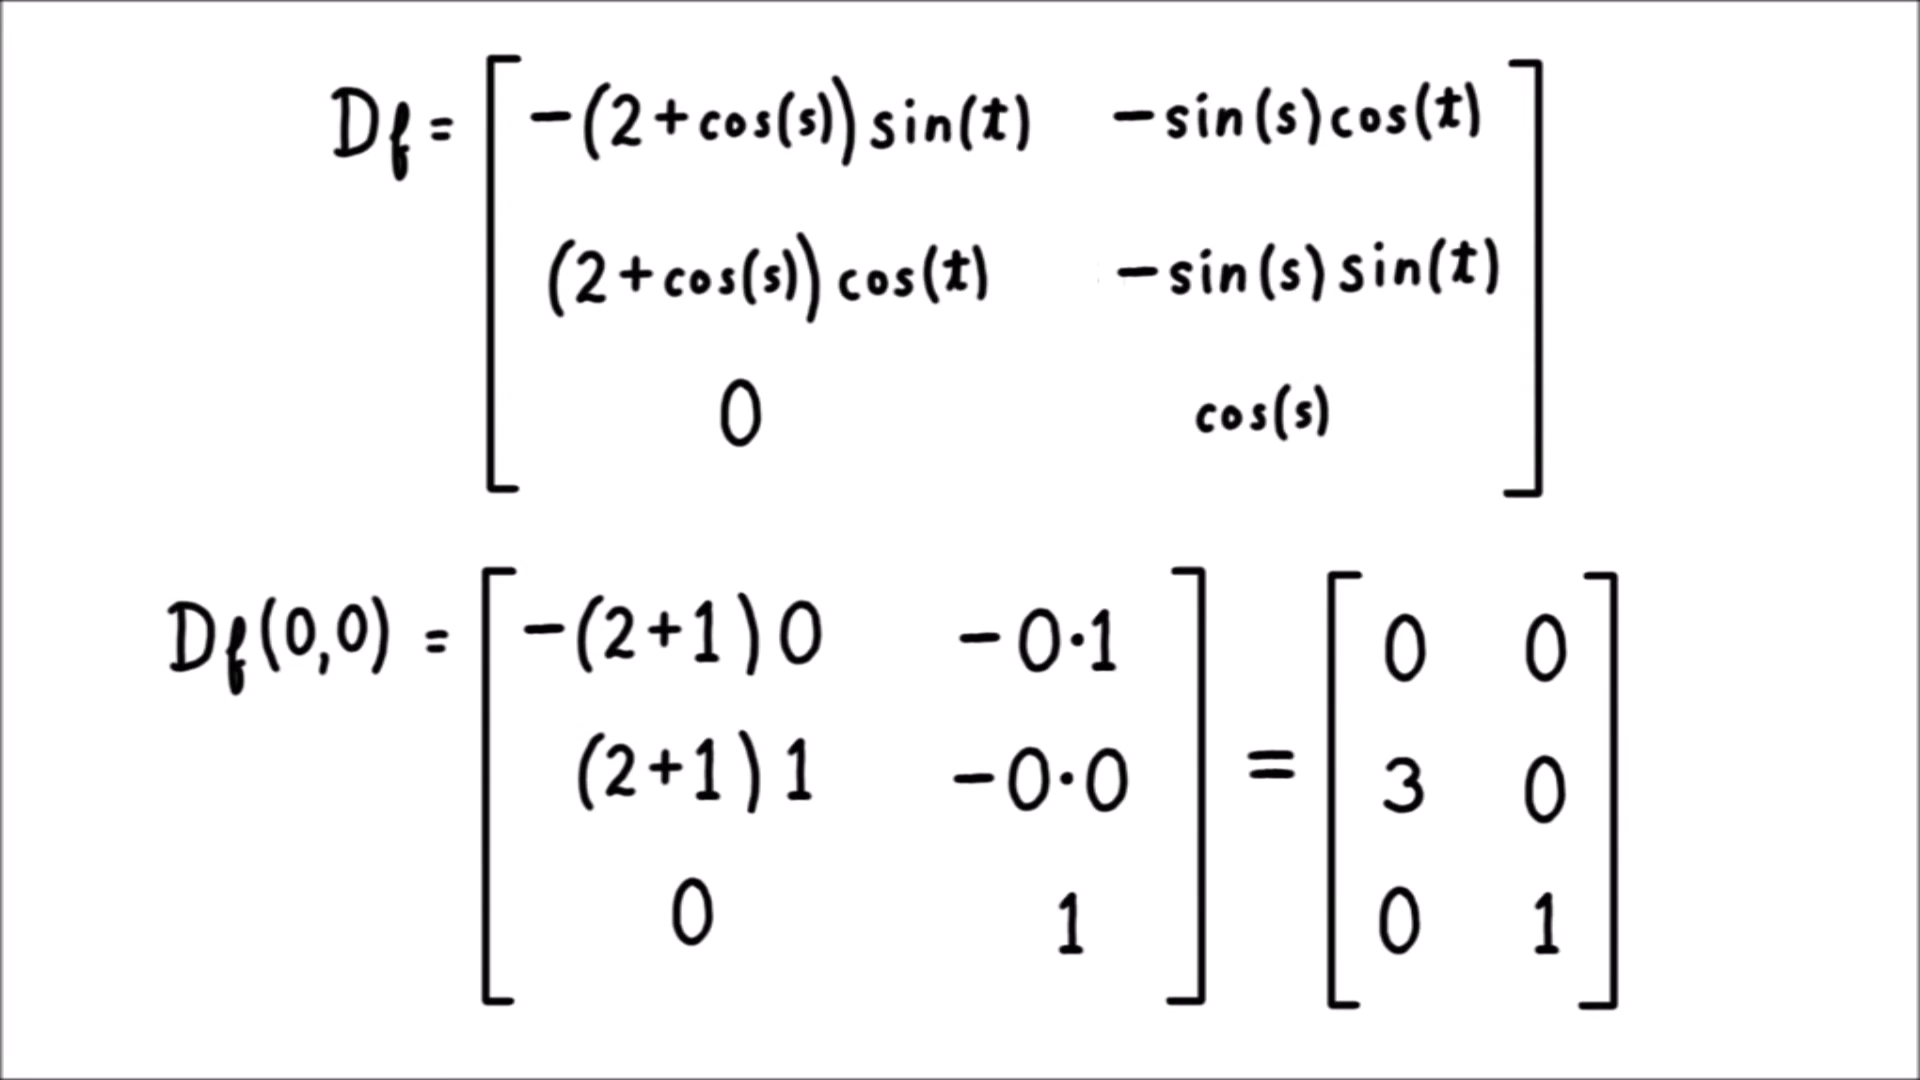 Df = [ -(2+cos(s)) sin(t) -sin(s)cos(t)
(2+cos(s)) cos(t) -sin(s) sin(t)
0 cos(s) ]
Df(0,0) = [ -(2+1)0 -0·1
(2+1)1 -0·0
0 1 ] = [ 0 0
3 0
0 1 ]